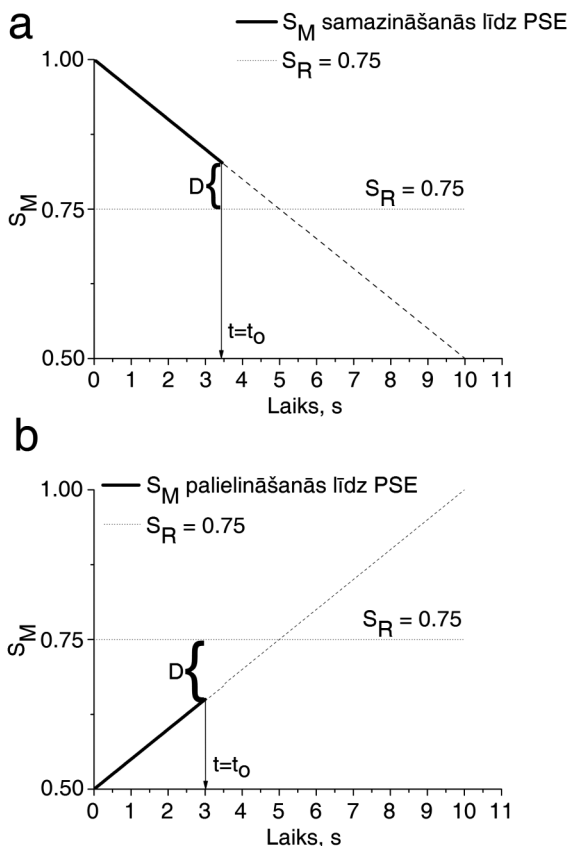 a
S_M samazināšanās līdz PSE
S_R = 0.75
1.00
0.75
0.50
S_M
D
S_R = 0.75
t=t_o
0 1 2 3 4 5 6 7 8 9 10 11
Laiks, s
b
S_M palielināšanās līdz PSE
S_R = 0.75
1.00
0.75
0.50
S_M
D
S_R = 0.75
t=t_o
0 1 2 3 4 5 6 7 8 9 10 11
Laiks, s